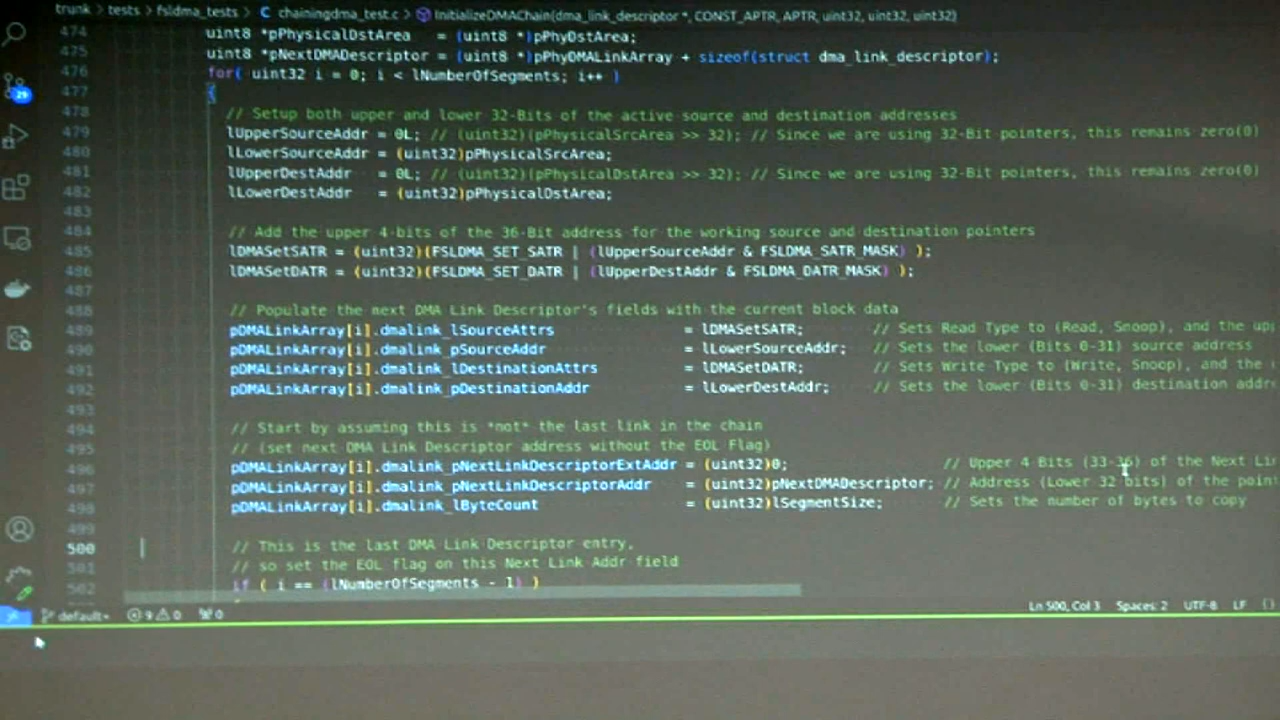 trunk > tests > fsldma_tests > C chainingdma_test.c > InitializeDMAChain(dma_link_descriptor *, CONST_APTR, APTR, uint32, uint32, uint32)
474 uint8 *pPhysicalDstArea = (uint8 *)pPhyDstArea;
475 uint8 *pNextDMADescriptor = (uint8 *)pPhyDMALinkArray + sizeof(struct dma_link_descriptor);
476 for( uint32 i = 0; i < lNumberOfSegments; i++ )
477 {
478 // Setup both upper and lower 32-Bits of the active source and destination addresses
479 lUpperSourceAddr = 0L; // (uint32)(pPhysicalSrcArea >> 32); // Since we are using 32-Bit pointers, this remains zero(0)
480 lLowerSourceAddr = (uint32)pPhysicalSrcArea;
481 lUpperDestAddr = 0L; // (uint32)(pPhysicalDstArea >> 32); // Since we are using 32-Bit pointers, this remains zero(0)
482 lLowerDestAddr = (uint32)pPhysicalDstArea;
483
484 // Add the upper 4-bits of the 36-Bit address for the working source and destination pointers
485 lDMASetSATR = (uint32)(FSLDMA_SET_SATR | (lUpperSourceAddr & FSLDMA_SATR_MASK) );
486 lDMASetDATR = (uint32)(FSLDMA_SET_DATR | (lUpperDestAddr & FSLDMA_DATR_MASK) );
487
488 // Populate the next DMA Link Descriptor's fields with the current block data
489 pDMALinkArray[i].dmalink_lSourceAttrs = lDMASetSATR; // Sets Read Type to (Read, Snoop), and the upp
490 pDMALinkArray[i].dmalink_pSourceAddr = lLowerSourceAddr; // Sets the lower (Bits 0-31) source address
491 pDMALinkArray[i].dmalink_lDestinationAttrs = lDMASetDATR; // Sets Write Type to (Write, Snoop), and the
492 pDMALinkArray[i].dmalink_pDestinationAddr = lLowerDestAddr; // Sets the lower (Bits 0-31) destination addre
493
494 // Start by assuming this is *not* the last link in the chain
495 // (set next DMA Link Descriptor address without the EOL Flag)
496 pDMALinkArray[i].dmalink_pNextLinkDescriptorExtAddr = (uint32)0; // Upper 4 Bits (33-36) of the Next Li
497 pDMALinkArray[i].dmalink_pNextLinkDescriptorAddr = (uint32)pNextDMADescriptor; // Address (Lower 32 bits) of the poin
498 pDMALinkArray[i].dmalink_lByteCount = (uint32)lSegmentSize; // Sets the number of bytes to copy
499
500 // This is the last DMA Link Descriptor entry,
501 // so set the EOL flag on this Next Link Addr field
502 if ( i == (lNumberOfSegments - 1) )
29
default+ 9 0 0 Ln 500, Col 3 Spaces: 2 UTF-8 LF {}